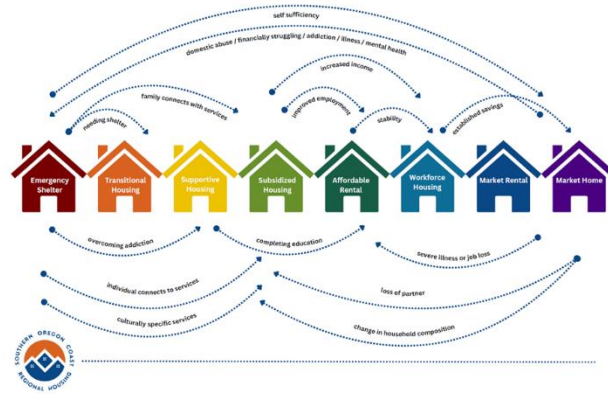 self sufficiency
domestic abuse / financially struggling / addiction / illness / mental health
increased income
family connects with services
improved employment
established savings
needing shelter
stability
Emergency
Shelter
Transitional
Housing
Supportive
Housing
Subsidized
Housing
Affordable
Rental
Workforce
Housing
Market Rental
Market Home
overcoming addiction
completing education
severe illness or job loss
individual connects to services
loss of partner
culturally specific services
change in household composition
SOUTHERN OREGON COAST
REGIONAL HOUSING